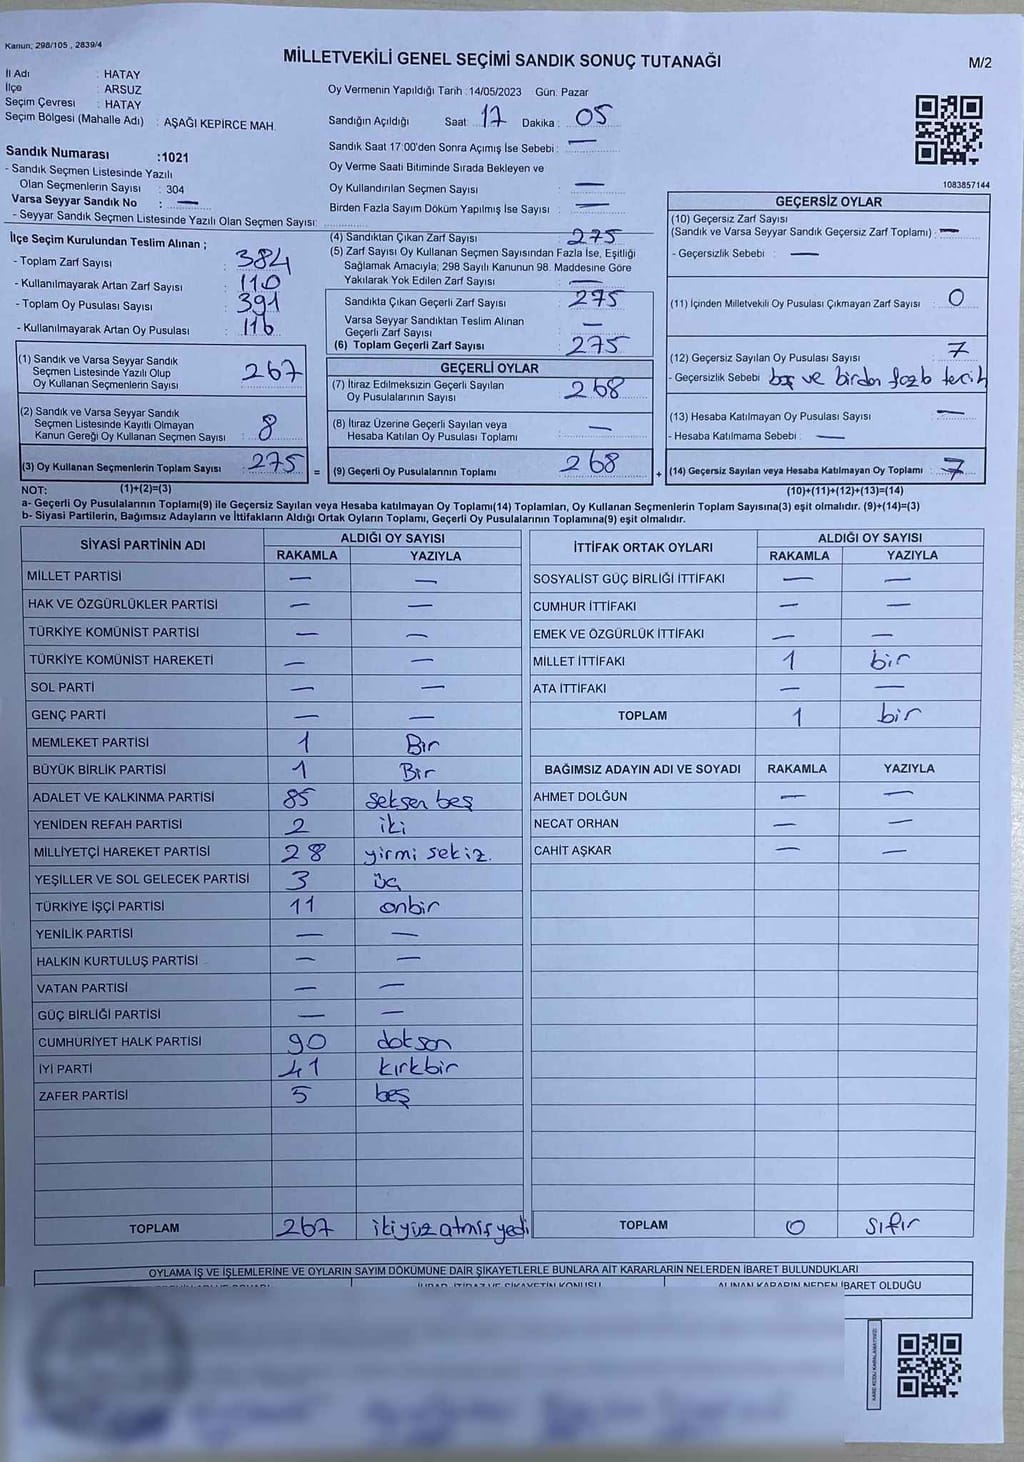 Kanun; 298/105 , 2839/4
MİLLETVEKİLİ GENEL SEÇİMİ SANDIK SONUÇ TUTANAĞI
M/2
İl Adı : HATAY
İlçe : ARSUZ
Seçim Çevresi : HATAY
Seçim Bölgesi (Mahalle Adı) : AŞAĞI KEPİRCE MAH.
Sandık Numarası :1021
- Sandık Seçmen Listesinde Yazılı
Olan Seçmenlerin Sayısı : 304
Varsa Seyyar Sandık No : —
- Seyyar Sandık Seçmen Listesinde Yazılı Olan Seçmen Sayısı:
Oy Vermenin Yapıldığı Tarih :14/05/2023 Gün: Pazar
Sandığın Açıldığı Saat: 17 Dakika : 05
Sandık Saat 17:00'den Sonra Açımış İse Sebebi : —
Oy Verme Saati Bitiminde Sırada Bekleyen ve
Oy Kullandırılan Seçmen Sayısı —
Birden Fazla Sayım Döküm Yapılmış İse Sayısı : —
1083857144
İlçe Seçim Kurulundan Teslim Alınan ;
- Toplam Zarf Sayısı : 384
- Kullanılmayarak Artan Zarf Sayısı : 110
- Toplam Oy Pusulası Sayısı : 391
- Kullanılmayarak Artan Oy Pusulası : 116
(1) Sandık ve Varsa Seyyar Sandık
Seçmen Listesinde Yazılı Olup
Oy Kullanan Seçmenlerin Sayısı : 267
(2) Sandık ve Varsa Seyyar Sandık
Seçmen Listesinde Kayıtlı Olmayan
Kanun Gereği Oy Kullanan Seçmen Sayısı : 8
(3) Oy Kullanan Seçmenlerin Toplam Sayısı : 275 =
(4) Sandıktan Çıkan Zarf Sayısı : 275
(5) Zarf Sayısı Oy Kullanan Seçmen Sayısından Fazla İse, Eşitliği
Sağlamak Amacıyla; 298 Sayılı Kanunun 98. Maddesine Göre
Yakılarak Yok Edilen Zarf Sayısı : —
Sandıkta Çıkan Geçerli Zarf Sayısı : 275
Varsa Seyyar Sandıktan Teslim Alınan
Geçerli Zarf Sayısı : —
(6) Toplam Geçerli Zarf Sayısı : 275
GEÇERLİ OYLAR
(7) İtiraz Edilmeksizin Geçerli Sayılan
Oy Pusulalarının Sayısı : 268
(8) İtiraz Üzerine Geçerli Sayılan veya
Hesaba Katılan Oy Pusulası Toplamı : —
(9) Geçerli Oy Pusulalarının Toplamı : 268 +
GEÇERSİZ OYLAR
(10) Geçersiz Zarf Sayısı
(Sandık ve Varsa Seyyar Sandık Geçersiz Zarf Toplamı) : —
- Geçersizlik Sebebi : —
(11) İçinden Milletvekili Oy Pusulası Çıkmayan Zarf Sayısı : 0
(12) Geçersiz Sayılan Oy Pusulası Sayısı : 7
- Geçersizlik Sebebi : boş ve birden fazla tercih
(13) Hesaba Katılmayan Oy Pusulası Sayısı : —
- Hesaba Katılmama Sebebi : —
(14) Geçersiz Sayılan veya Hesaba Katılmayan Oy Toplamı : 7
NOT: (1)+(2)=(3)
(10)+(11)+(12)+(13)=(14)
a- Geçerli Oy Pusulalarının Toplamı(9) ile Geçersiz Sayılan veya Hesaba katılmayan Oy Toplamı(14) Toplamları, Oy Kullanan Seçmenlerin Toplam Sayısına(3) eşit olmalıdır. (9)+(14)=(3)
b- Siyasi Partilerin, Bağımsız Adayların ve İttifakların Aldığı Ortak Oyların Toplamı, Geçerli Oy Pusulalarının Toplamına(9) eşit olmalıdır.
SİYASİ PARTİNİN ADI ALDIĞI OY SAYISI
RAKAMLA YAZIYLA
MİLLET PARTİSİ — —
HAK VE ÖZGÜRLÜKLER PARTİSİ — —
TÜRKİYE KOMÜNİST PARTİSİ — —
TÜRKİYE KOMÜNİST HAREKETİ — —
SOL PARTİ — —
GENÇ PARTİ — —
MEMLEKET PARTİSİ 1 Bir
BÜYÜK BİRLİK PARTİSİ 1 Bir
ADALET VE KALKINMA PARTİSİ 85 seksen beş
YENİDEN REFAH PARTİSİ 2 iki
MİLLİYETÇİ HAREKET PARTİSİ 28 yirmi sekiz.
YEŞİLLER VE SOL GELECEK PARTİSİ 3 üç
TÜRKİYE İŞÇİ PARTİSİ 11 onbir
YENİLİK PARTİSİ — —
HALKIN KURTULUŞ PARTİSİ — —
VATAN PARTİSİ — —
GÜÇ BİRLİĞİ PARTİSİ — —
CUMHURİYET HALK PARTİSİ 90 doksan
İYİ PARTİ 41 kırkbir
ZAFER PARTİSİ 5 beş
TOPLAM 267 ikiyüz atmış yedi
İTTİFAK ORTAK OYLARI ALDIĞI OY SAYISI
RAKAMLA YAZIYLA
SOSYALİST GÜÇ BİRLİĞİ İTTİFAKI — —
CUMHUR İTTİFAKI — —
EMEK VE ÖZGÜRLÜK İTTİFAKI — —
MİLLET İTTİFAKI 1 bir
ATA İTTİFAKI — —
TOPLAM 1 bir
BAĞIMSIZ ADAYIN ADI VE SOYADI RAKAMLA YAZIYLA
AHMET DOLĞUN — —
NECAT ORHAN — —
CAHİT AŞKAR — —
TOPLAM 0 sıfır
OYLAMA İŞ VE İŞLEMLERİNE VE OYLARIN SAYIM DÖKÜMÜNE DAİR ŞİKAYETLERLE BUNLARA AİT KARARLARIN NELERDEN İBARET BULUNDUKLARI
İHBAR, İTİRAZ VE ŞİKAYETİN KONUSU ALINAN KARARIN NEDEN İBARET OLDUĞU
KARE KODU KARALAMAYINIZ!